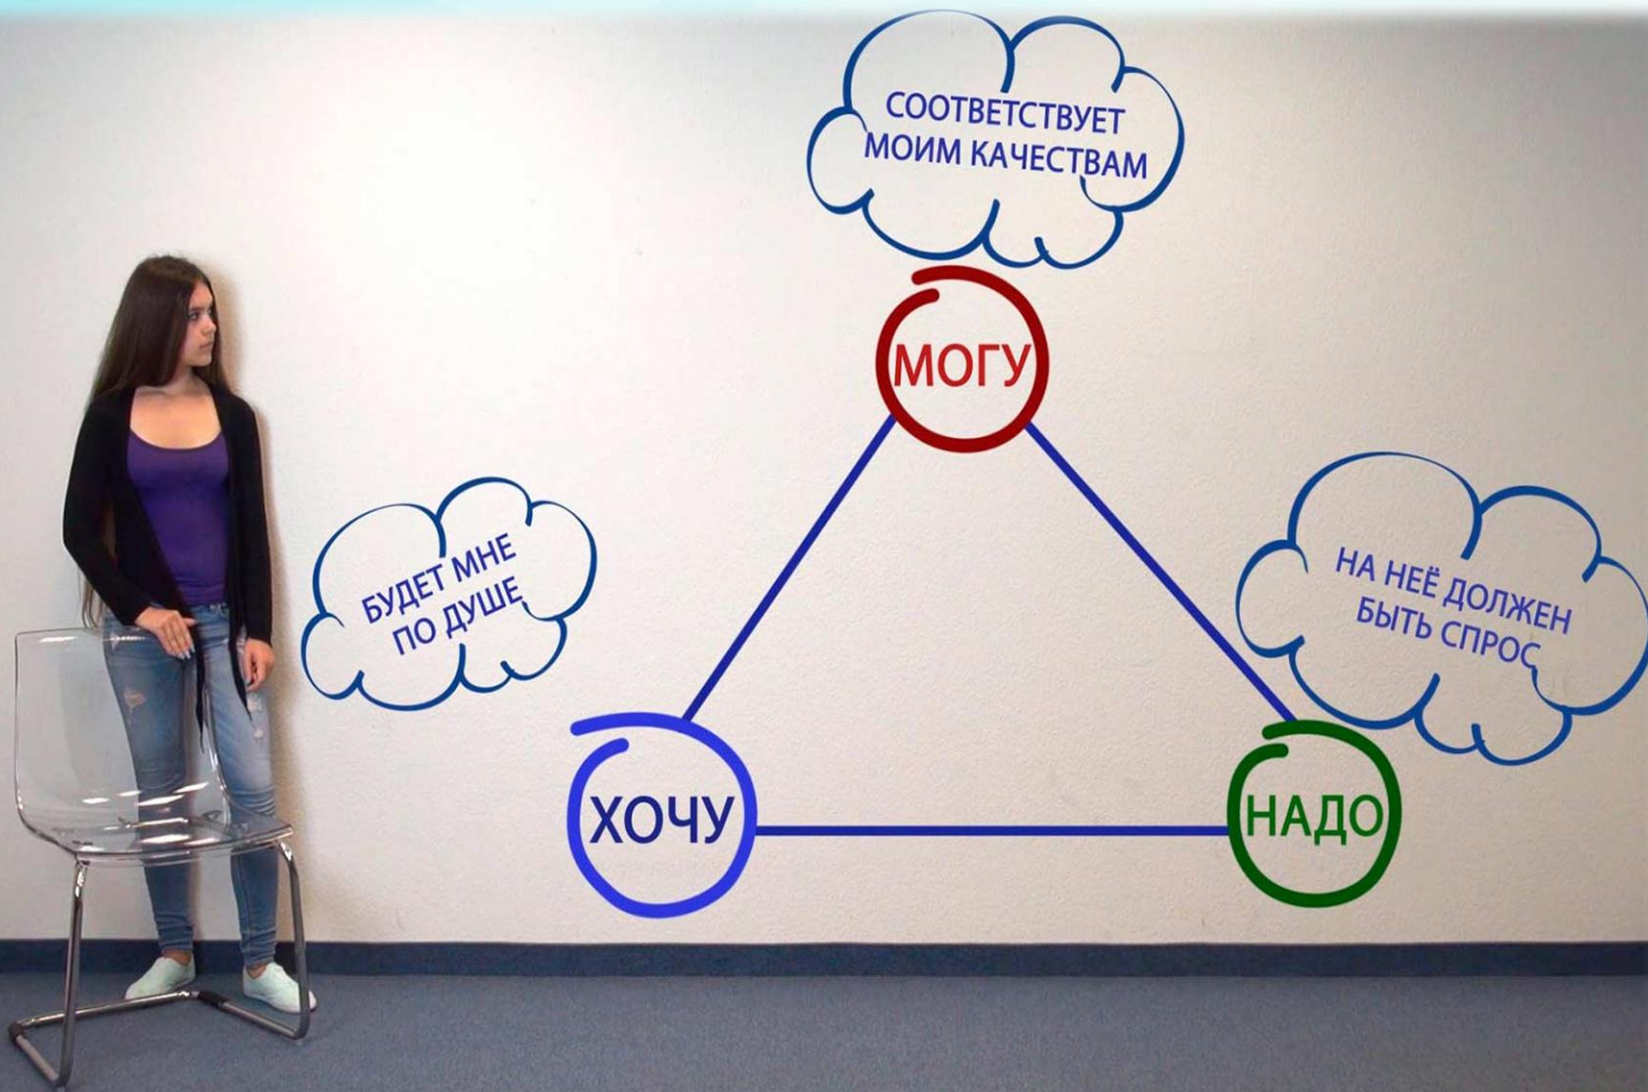 СООТВЕТСТВУЕТ
МОИМ КАЧЕСТВАМ
МОГУ
БУДЕТ МНЕ
ПО ДУШЕ
НА НЕЁ ДОЛЖЕН
БЫТЬ СПРОС
ХОЧУ
НАДО